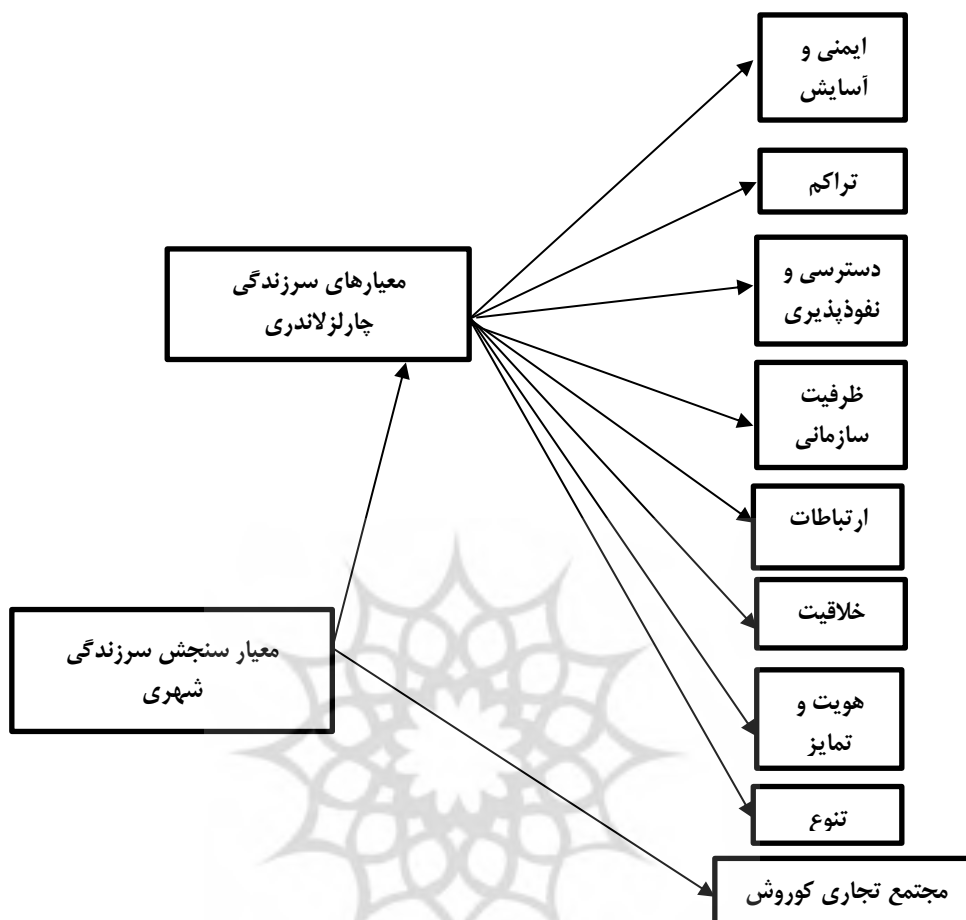 ایمنی و
آسایش
تراکم
دسترسی و
نفوذپذیری
معیارهای سرزندگی
چارلزلاندری
ظرفیت
سازمانی
ارتباطات
خلاقیت
معیار سنجش سرزندگی
شهری
هویت و
تمایز
تنوع
مجتمع تجاری کوروش